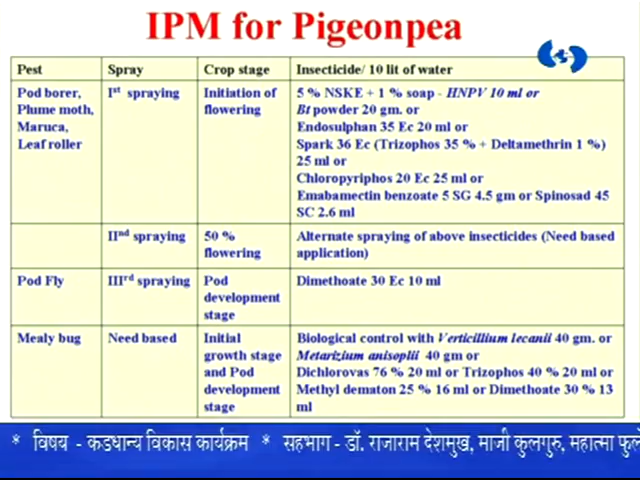 IPM for Pigeonpea
Pest Spray Crop stage Insecticide/ 10 lit of water
Pod borer, Ist spraying Initiation of 5 % NSKE + 1 % soap - HNPV 10 ml or
Plume moth, flowering Bt powder 20 gm. or
Maruca, Endosulphan 35 Ec 20 ml or
Leaf roller Spark 36 Ec (Trizophos 35 % + Deltamethrin 1 %)
25 ml or
Chloropyriphos 20 Ec 25 ml or
Emabamectin benzoate 5 SG 4.5 gm or Spinosad 45
SC 2.6 ml
IInd spraying 50 % Alternate spraying of above insecticides (Need based
flowering application)
Pod Fly IIIrd spraying Pod Dimethoate 30 Ec 10 ml
development
stage
Mealy bug Need based Initial Biological control with Verticillium lecanii 40 gm. or
growth stage Metarizium anisoplii 40 gm or
and Pod Dichlorovas 76 % 20 ml or Trizophos 40 % 20 ml or
development Methyl dematon 25 % 16 ml or Dimethoate 30 % 13
stage ml
* विषय - कडधान्य विकास कार्यक्रम * सहभाग - डॉ. राजाराम देशमुख, माजी कुलगुरु, महात्मा फुले